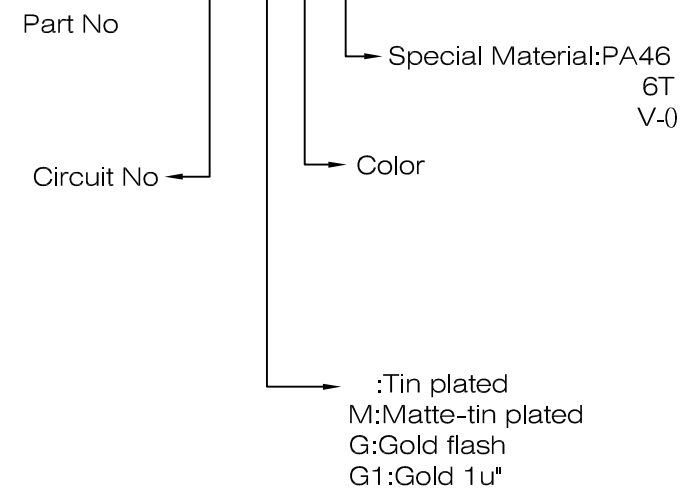 Part No
Special Material:PA46
6T
V-0
Circuit No
Color
:Tin plated
M:Matte-tin plated
G:Gold flash
G1:Gold 1u"